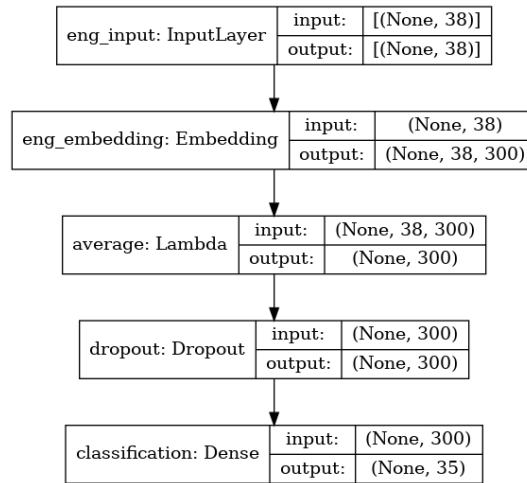 eng_input: InputLayer
input:
[(None, 38)]
output:
[(None, 38)]
eng_embedding: Embedding
input:
(None, 38)
output:
(None, 38, 300)
average: Lambda
input:
(None, 38, 300)
output:
(None, 300)
dropout: Dropout
input:
(None, 300)
output:
(None, 300)
classification: Dense
input:
(None, 300)
output:
(None, 35)